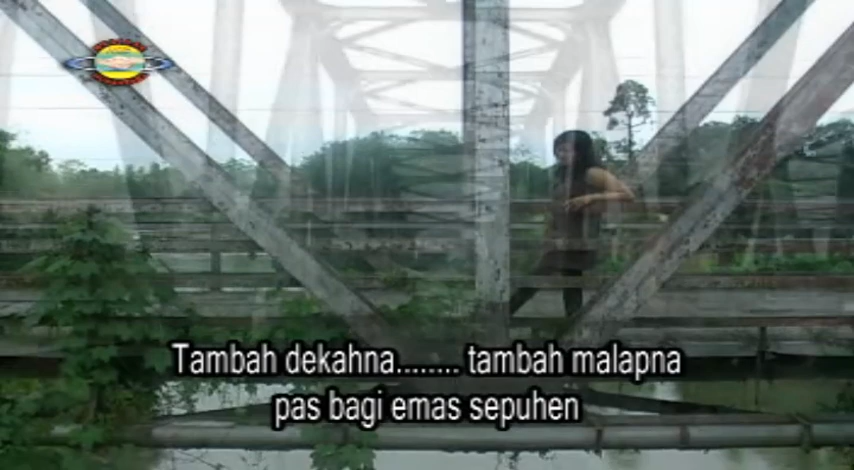 Tambah dekahna........ tambah malapna
pas bagi emas sepuhen